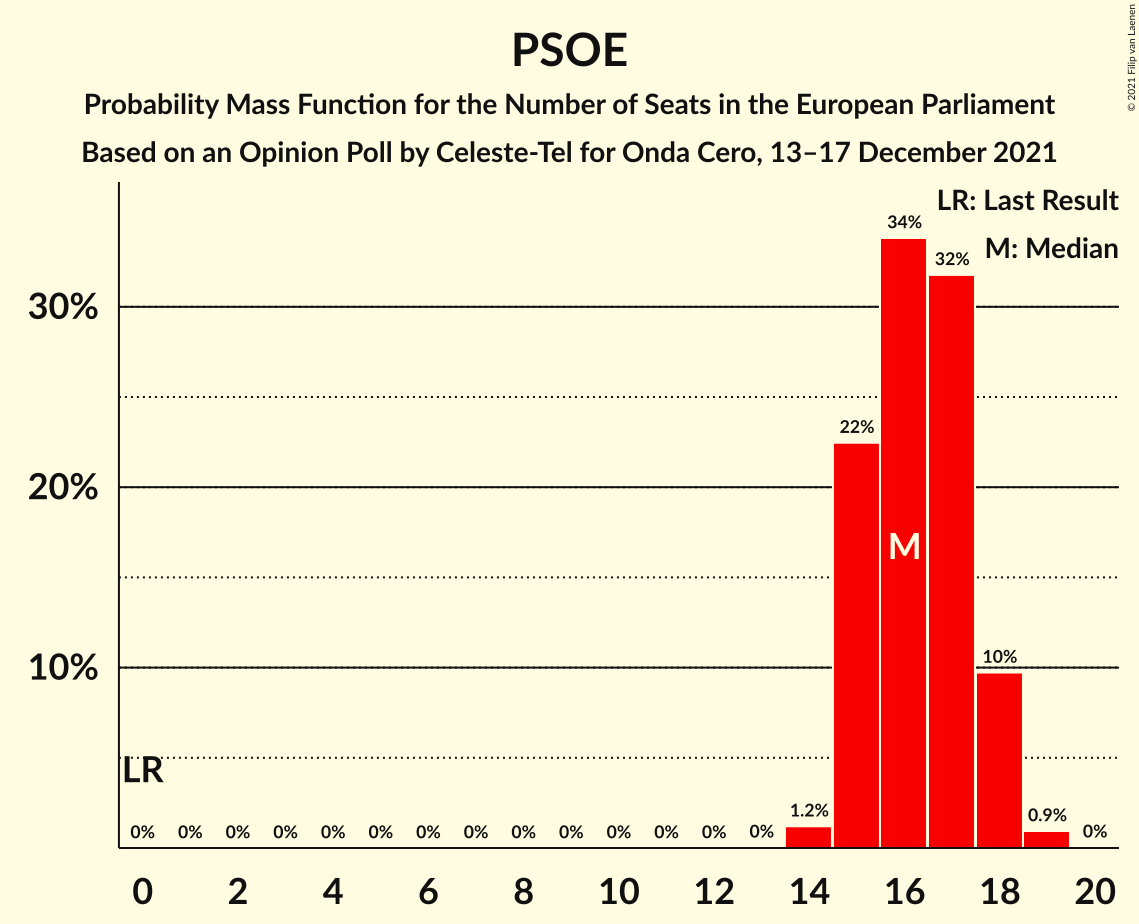 PSOE
Probability Mass Function for the Number of Seats in the European Parliament
Based on an Opinion Poll by Celeste-Tel for Onda Cero, 13–17 December 2021
© 2021 Filip van Laenen
LR: Last Result
M: Median
34%
32%
30%
22%
20%
M
10%
10%
LR
1.2%
0.9%
0% 0% 0% 0% 0% 0% 0% 0% 0% 0% 0% 0% 0% 0% 0%
0 2 4 6 8 10 12 14 16 18 20